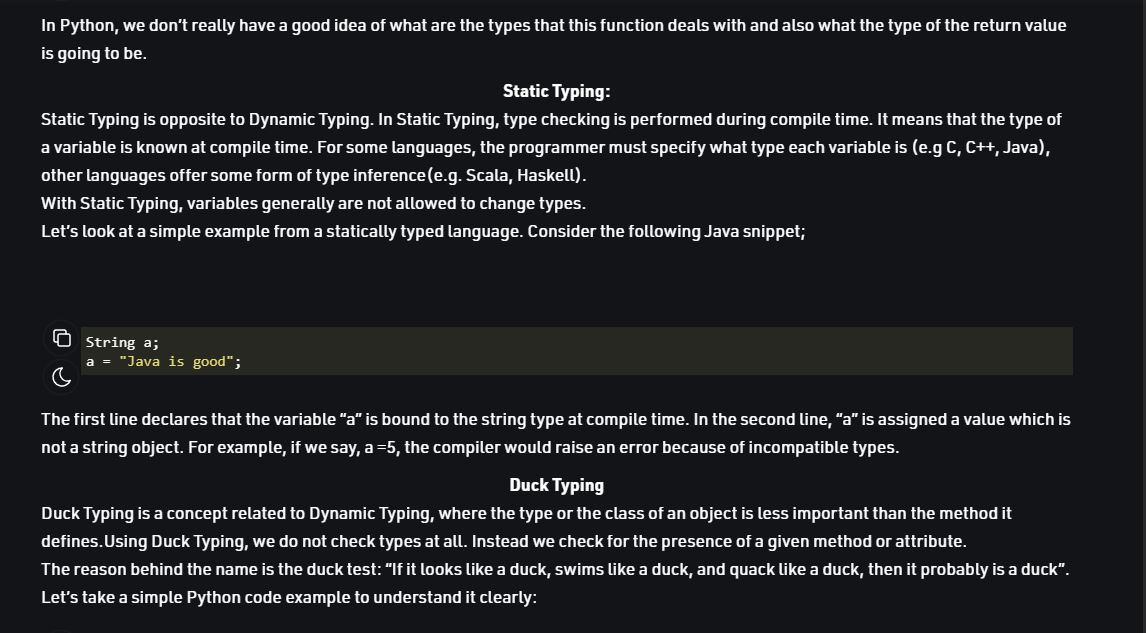 In Python, we don't really have a good idea of what are the types that this function deals with and also what the type of the return value
is going to be.
Static Typing:
Static Typing is opposite to Dynamic Typing. In Static Typing, type checking is performed during compile time. It means that the type of
a variable is known at compile time. For some languages, the programmer must specify what type each variable is (e.g C, C++, Java),
other languages offer some form of type inference(e.g. Scala, Haskell).
With Static Typing, variables generally are not allowed to change types.
Let's look at a simple example from a statically typed language. Consider the following Java snippet;
String a;
a = "Java is good";
The first line declares that the variable “a” is bound to the string type at compile time. In the second line, “a” is assigned a value which is
not a string object. For example, if we say, a =5, the compiler would raise an error because of incompatible types.
Duck Typing
Duck Typing is a concept related to Dynamic Typing, where the type or the class of an object is less important than the method it
defines.Using Duck Typing, we do not check types at all. Instead we check for the presence of a given method or attribute.
The reason behind the name is the duck test: “If it looks like a duck, swims like a duck, and quack like a duck, then it probably is a duck”.
Let's take a simple Python code example to understand it clearly: